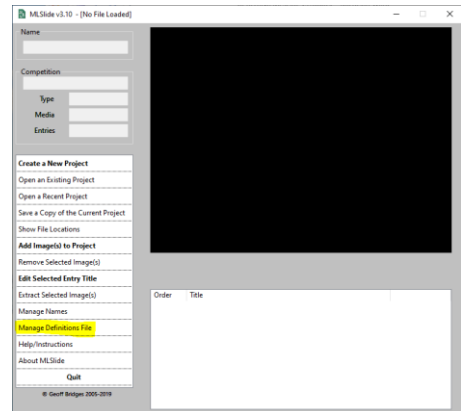 MLSlide v3.10 - [No File Loaded]
Name
Competition
Type
Media
Entries
Create a New Project
Open an Existing Project
Open a Recent Project
Save a Copy of the Current Project
Show File Locations
Add Image(s) to Project
Remove Selected Image(s)
Edit Selected Entry Title
Extract Selected Image(s)
Manage Names
Manage Definitions File
Help/Instructions
About MLSlide
Quit
© Geoff Bridges 2005-2019
Order Title